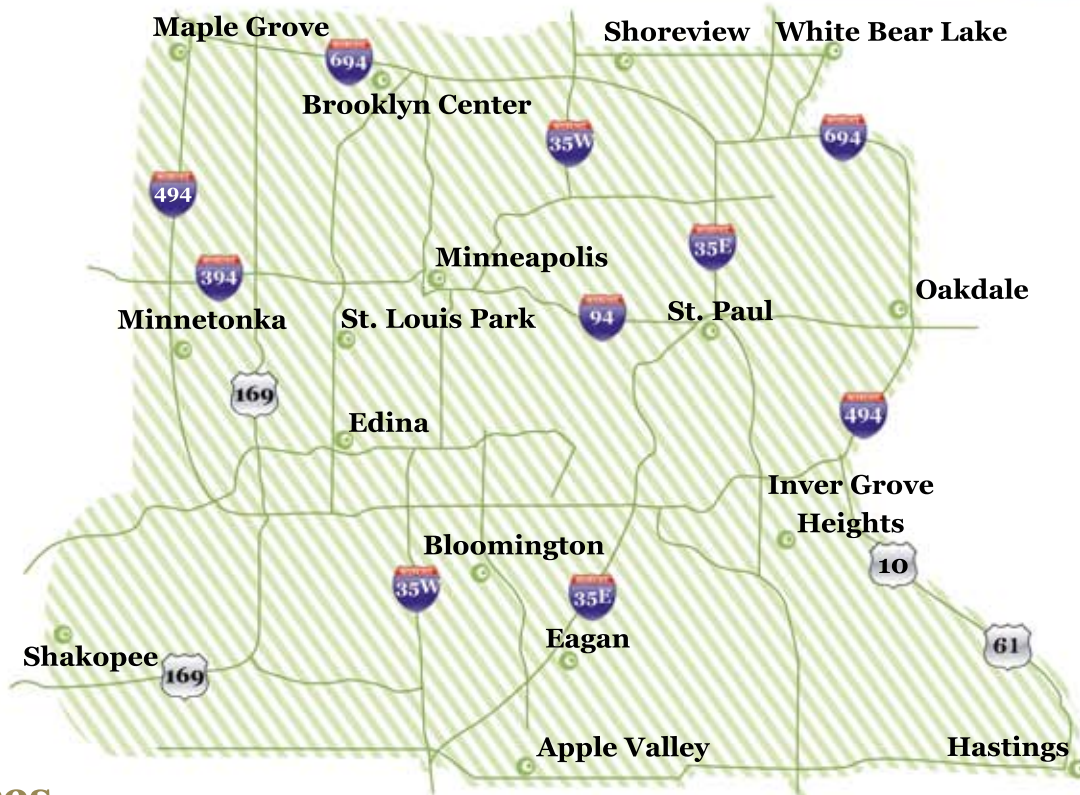 Maple Grove
Shoreview
White Bear Lake
694
Brooklyn Center
35W
694
494
35E
Minneapolis
394
Oakdale
94
St. Paul
Minnetonka
St. Louis Park
169
494
Edina
Inver Grove
Heights
Bloomington
10
35W
35E
Eagan
61
Shakopee
169
Apple Valley
Hastings